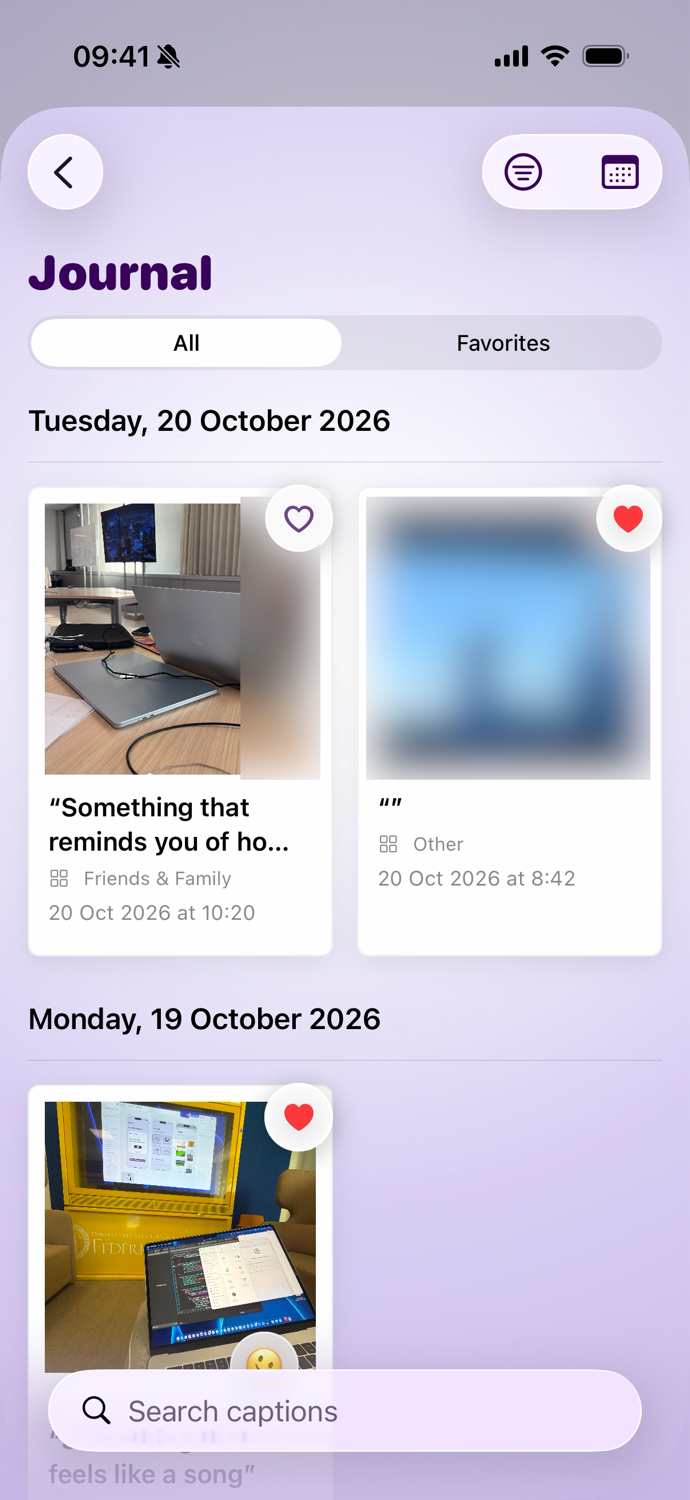 09:41
Journal
All
Favorites
Tuesday, 20 October 2026
“Something that
reminds you of ho...
Friends & Family
20 Oct 2026 at 10:20
“”
Other
20 Oct 2026 at 8:42
Monday, 19 October 2026
Search captions
feels like a song”